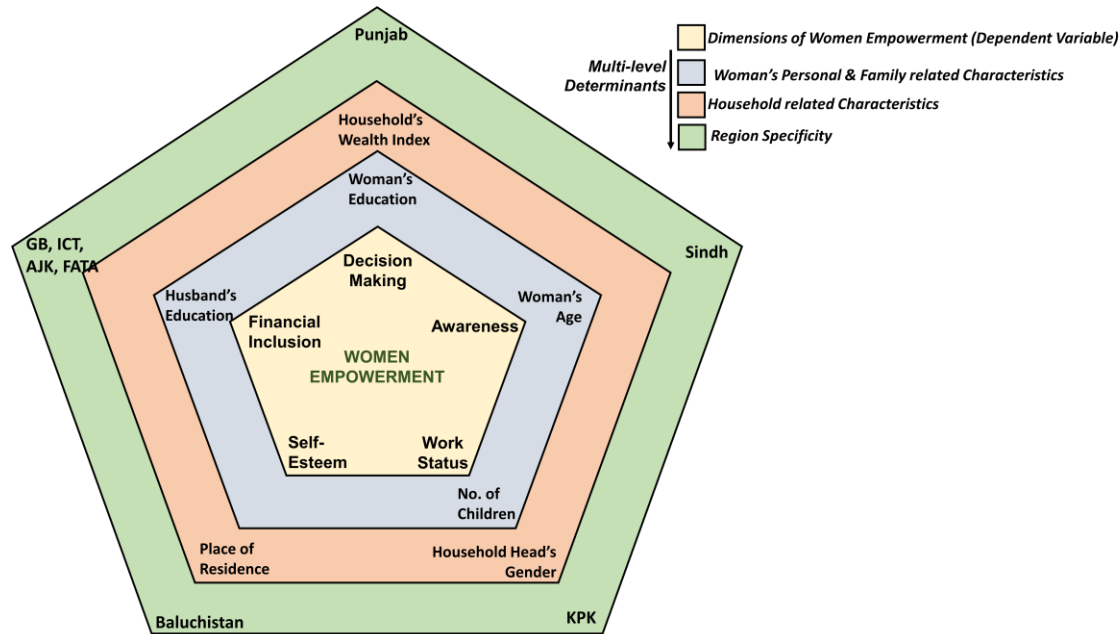 Punjab
Household's
Wealth Index
Woman's
Education
GB, ICT,
AJK, FATA
Sindh
Husband's
Education
Woman's
Age
Decision
Making
Financial
Inclusion
Awareness
WOMEN
EMPOWERMENT
Self-
Esteem
Work
Status
No. of
Children
Place of
Residence
Household Head's
Gender
Baluchistan
KPK
Multi-level
Determinants
Dimensions of Women Empowerment (Dependent Variable)
Woman's Personal & Family related Characteristics
Household related Characteristics
Region Specificity